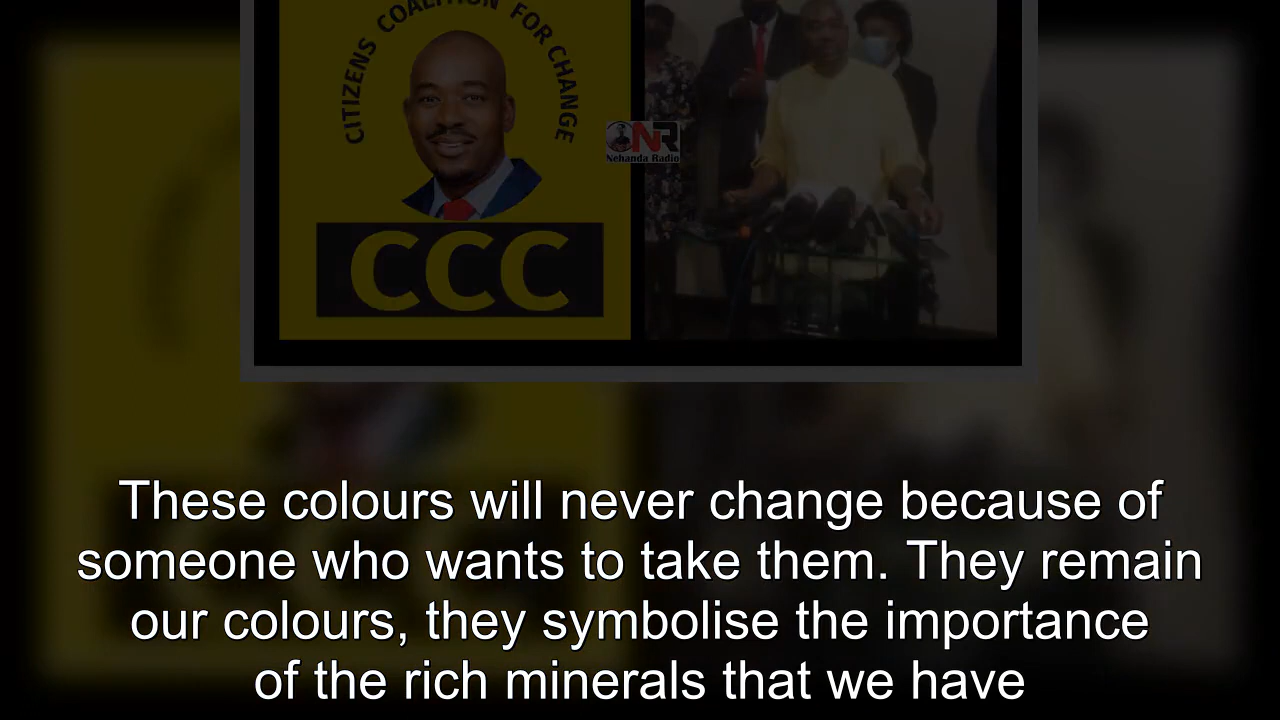 CITIZENS COALITION FOR CHANGE
CCC
NR
Nehanda Radio
These colours will never change because of
someone who wants to take them. They remain
our colours, they symbolise the importance
of the rich minerals that we have